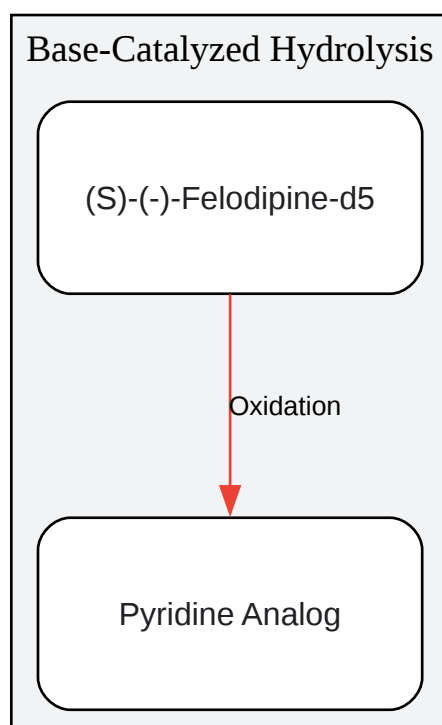 Base-Catalyzed Hydrolysis
(S)-(-)-Felodipine-d5
Oxidation
Pyridine Analog